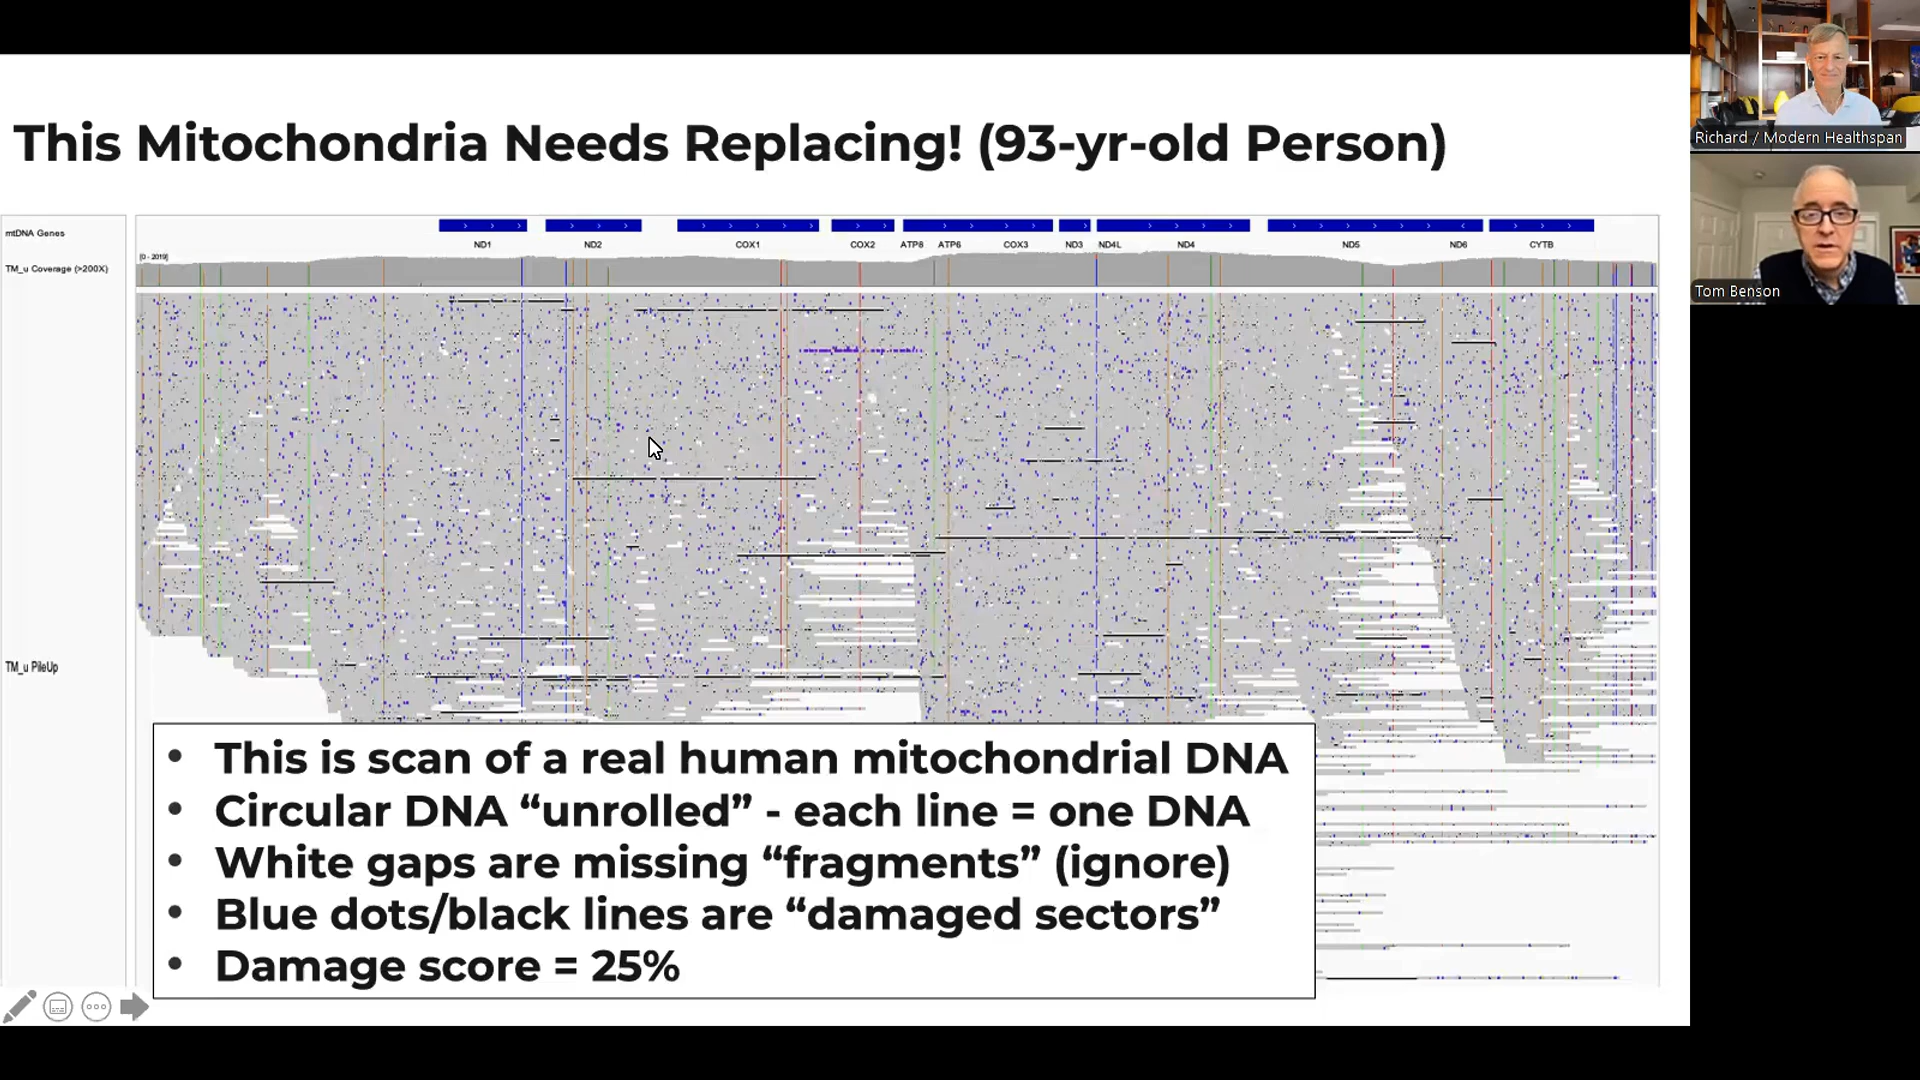 This Mitochondria Needs Replacing! (93-yr-old Person)
Richard / Modern Healthspan
Tom Benson
mtDNA Genes
ND1 ND2 COX1 COX2 ATP8 ATP6 COX3 ND3 ND4L ND4 ND5 ND6 CYTB
[0 - 2019]
TM_u Coverage (>200X)
TM_u PileUp
• This is scan of a real human mitochondrial DNA
• Circular DNA “unrolled” - each line = one DNA
• White gaps are missing “fragments” (ignore)
• Blue dots/black lines are “damaged sectors”
• Damage score = 25%